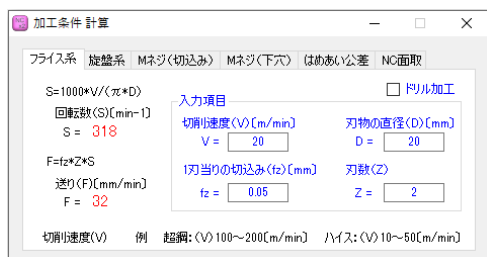 加工条件 計算
フライス系 旋盤系 Mネジ(切込み) Mネジ(下穴) はめあい公差 NC面取
S=1000*V/(π*D)
回転数(S)[min-1]
S = 318
F=fz*Z*S
送り(F)[mm/min]
F = 32
ドリル加工
入力項目
切削速度(V)[m/min] 刃物の直径(D)[mm]
V = 20 D = 20
1刃当りの切込み(fz)[mm] 刃数(Z)
fz = 0.05 Z = 2
切削速度(V) 例 超鋼:(V)100~200[m/min] ハイス:(V)10~50[m/min]